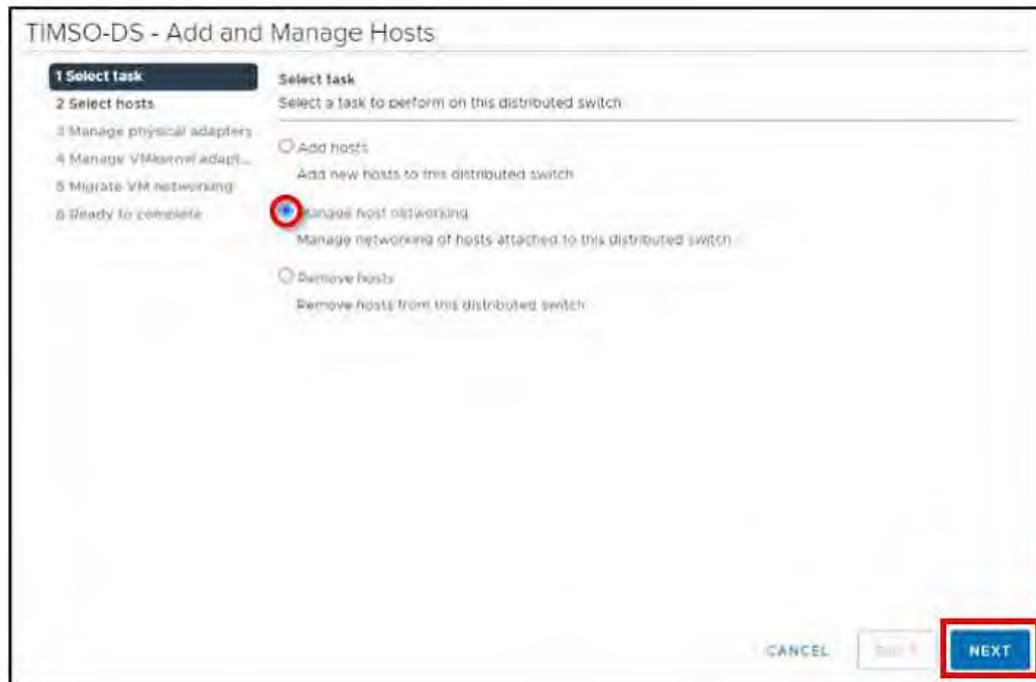 TIMSO-DS - Add and Manage Hosts
1 Select task
2 Select hosts
3 Manage physical adapters
4 Manage VMkernel adapt...
5 Migrate VM networking
6 Ready to complete
Select task
Select a task to perform on this distributed switch
Add hosts
Add new hosts to this distributed switch
Manage host networking
Manage networking of hosts attached to this distributed switch
Remove hosts
Remove hosts from this distributed switch
CANCEL
NEXT